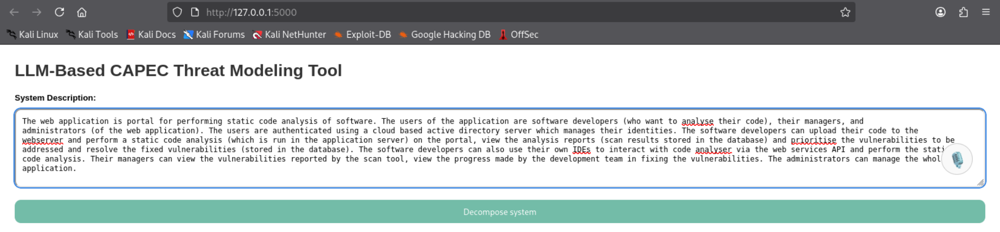 http://127.0.0.1:5000
Kali Linux Kali Tools Kali Docs Kali Forums Kali NetHunter Exploit-DB Google Hacking DB OffSec
LLM-Based CAPEC Threat Modeling Tool
System Description:
The web application is portal for performing static code analysis of software. The users of the application are software developers (who want to analyse their code), their managers, and
administrators (of the web application). The users are authenticated using a cloud based active directory server which manages their identities. The software developers can upload their code to the
webserver and perform a static code analysis (which is run in the application server) on the portal, view the analysis reports (scan results stored in the database) and prioritise the vulnerabilities to be
addressed and resolve the fixed vulnerabilities (stored in the database). The software developers can also use their own IDEs to interact with code analyser via the web services API and perform the stati
code analysis. Their managers can view the vulnerabilities reported by the scan tool, view the progress made by the development team in fixing the vulnerabilities. The administrators can manage the whol
application.
Decompose system